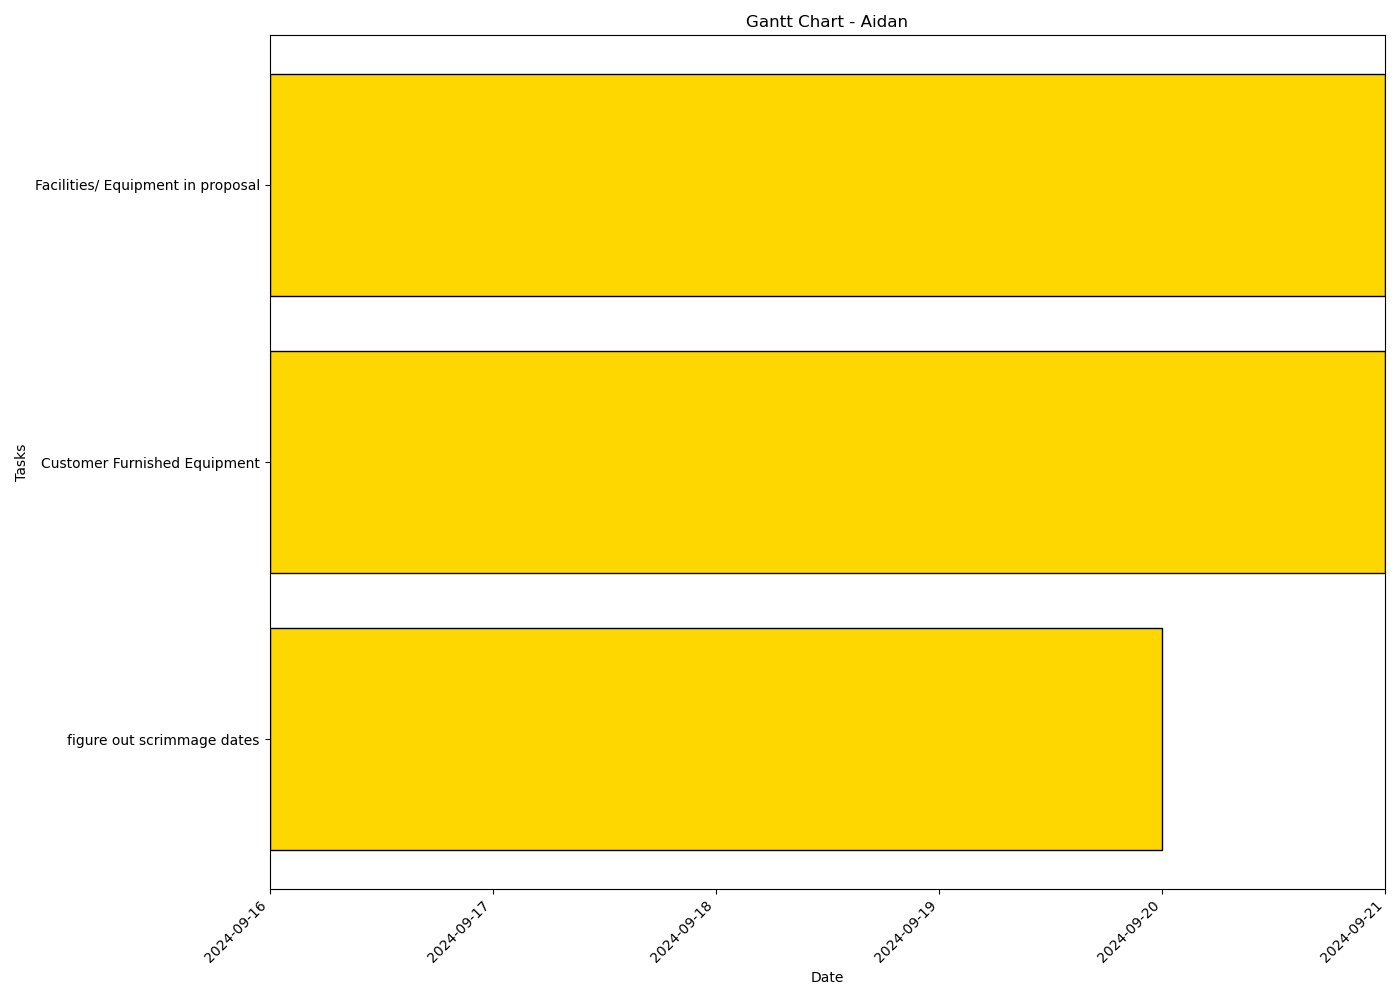 Gantt Chart - Aidan
Facilities/ Equipment in proposal
Customer Furnished Equipment
figure out scrimmage dates
Tasks
2024-09-16
2024-09-17
2024-09-18
2024-09-19
2024-09-20
2024-09-21
Date